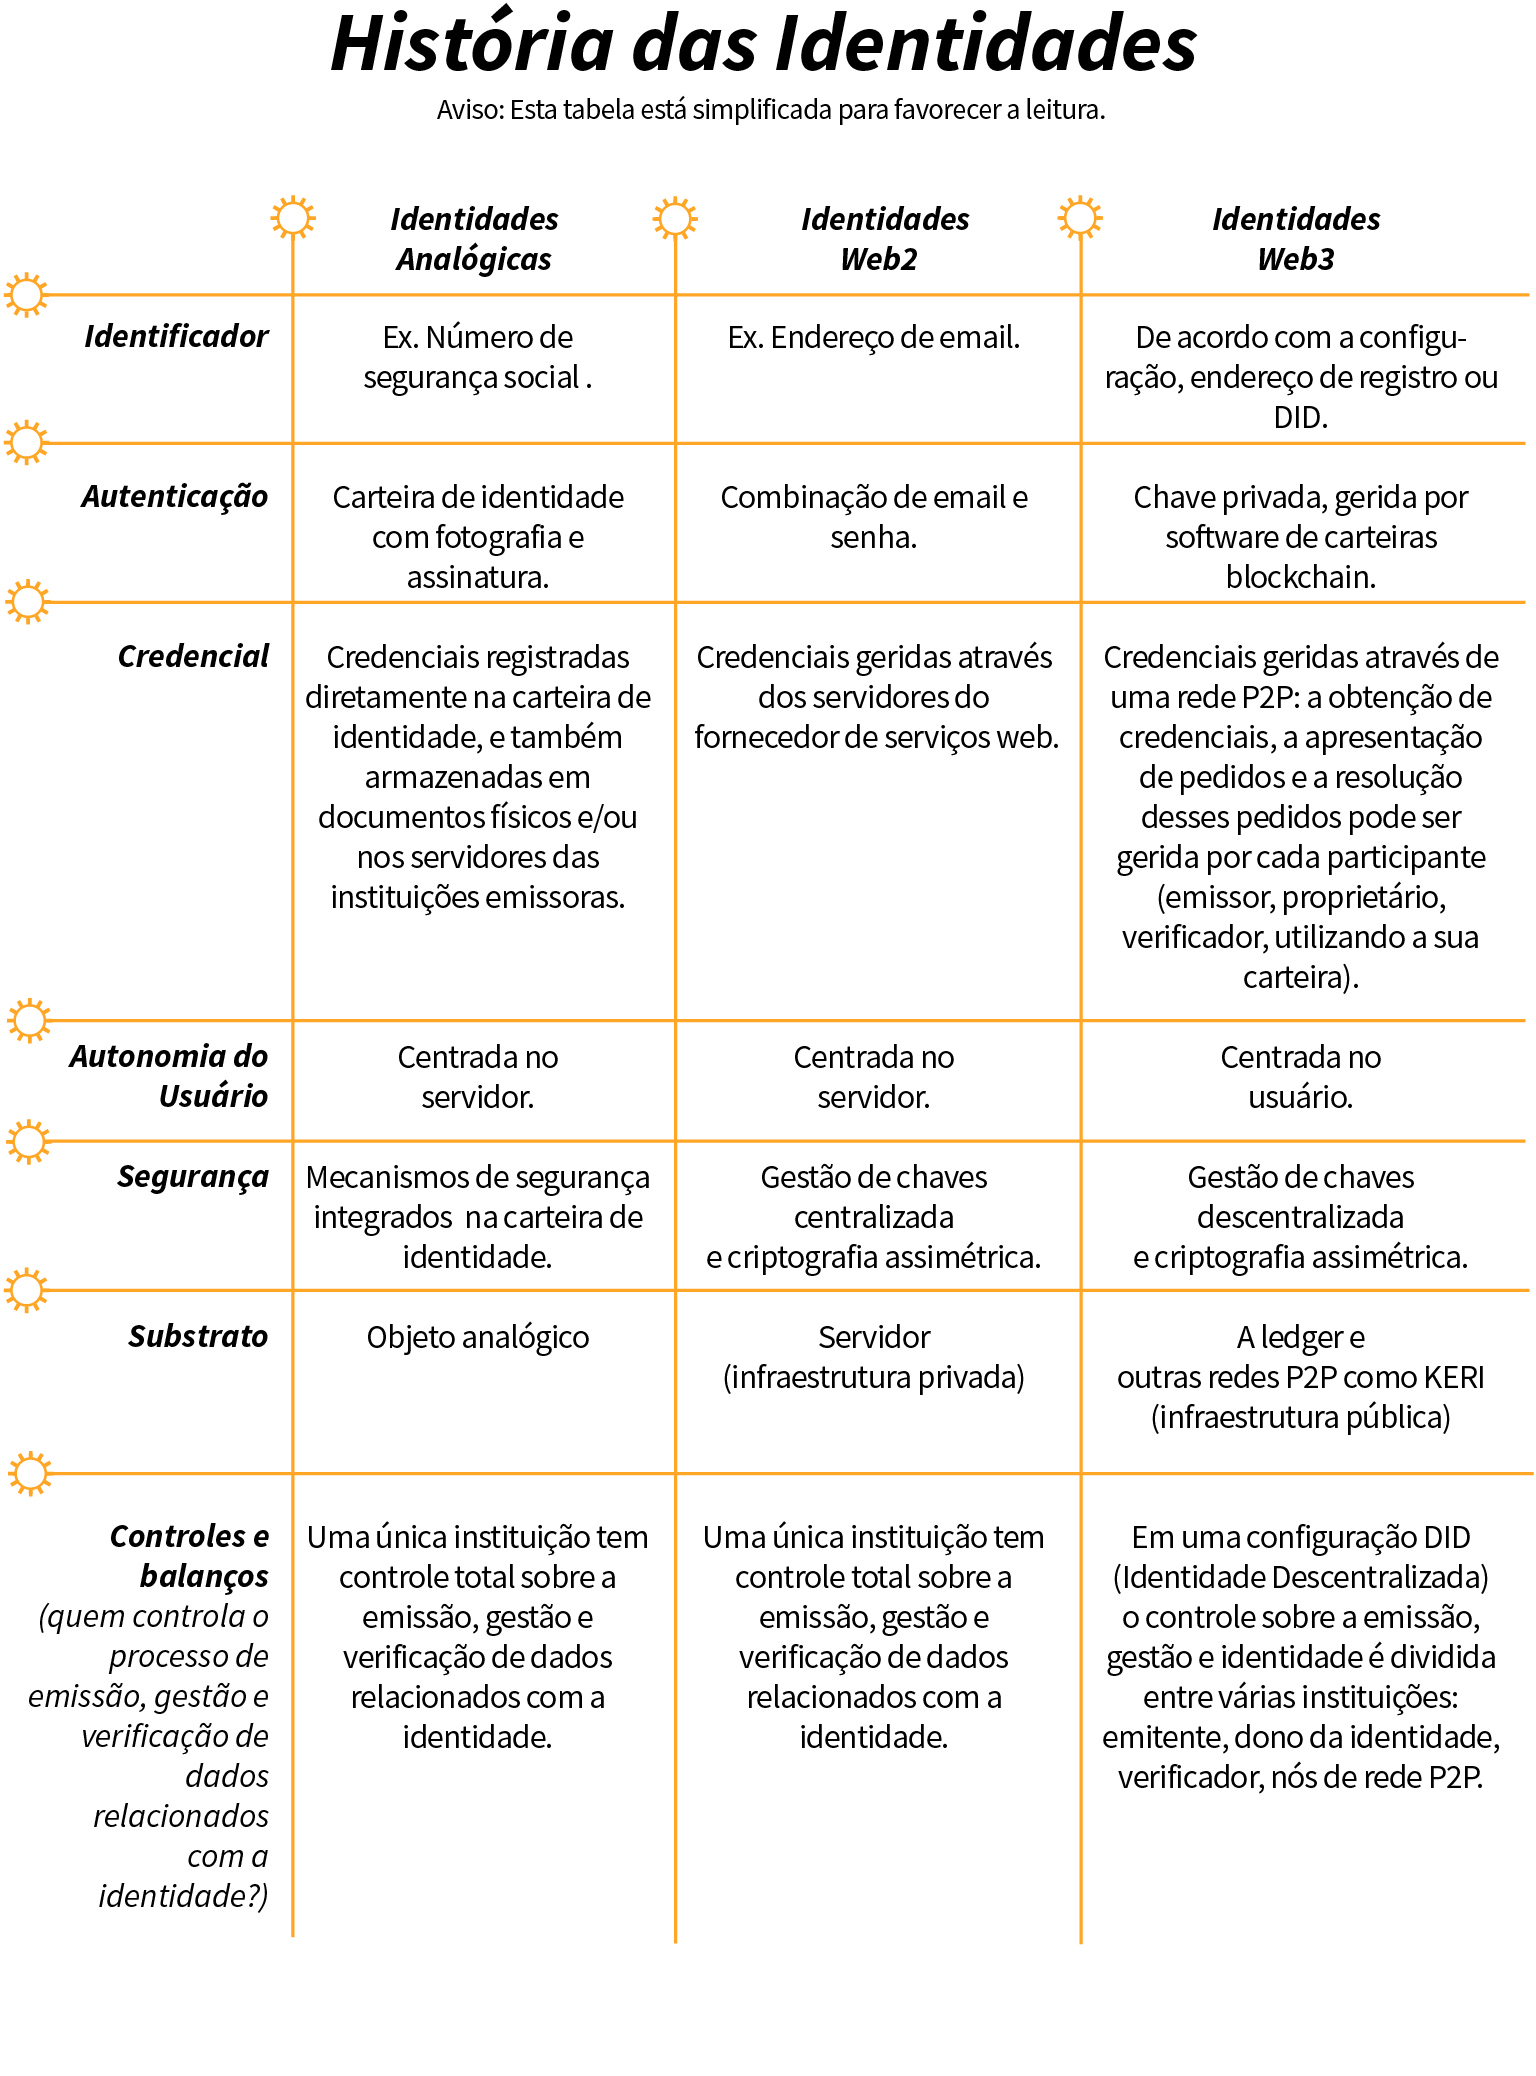 História das Identidades
Aviso: Esta tabela está simplificada para favorecer a leitura.
Identidades
Analógicas
Identidades
Web2
Identidades
Web3
Identificador
Ex. Número de
segurança social .
Ex. Endereço de email.
De acordo com a configu-
ração, endereço de registro ou
DID.
Autenticação
Carteira de identidade
com fotografia e
assinatura.
Combinação de email e
senha.
Chave privada, gerida por
software de carteiras
blockchain.
Credencial
Credenciais registradas
diretamente na carteira de
identidade, e também
armazenadas em
documentos físicos e/ou
nos servidores das
instituições emissoras.
Credenciais geridas através
dos servidores do
fornecedor de serviços web.
Credenciais geridas através de
uma rede P2P: a obtenção de
credenciais, a apresentação
de pedidos e a resolução
desses pedidos pode ser
gerida por cada participante
(emissor, proprietário,
verificador, utilizando a sua
carteira).
Autonomia do
Usuário
Centrada no
servidor.
Centrada no
servidor.
Centrada no
usuário.
Segurança
Mecanismos de segurança
integrados  na carteira de
identidade.
Gestão de chaves
centralizada
e criptografia assimétrica.
Gestão de chaves
descentralizada
e criptografia assimétrica.
Substrato
Objeto analógico
Servidor
(infraestrutura privada)
A ledger e
outras redes P2P como KERI
(infraestrutura pública)
Controles e
balanços
(quem controla o
processo de
emissão, gestão e
verificação de
dados
relacionados
com a
identidade?)
Uma única instituição tem
controle total sobre a
emissão, gestão e
verificação de dados
relacionados com a
identidade.
Uma única instituição tem
controle total sobre a
emissão, gestão e
verificação de dados
relacionados com a
identidade.
Em uma configuração DID
(Identidade Descentralizada)
o controle sobre a emissão,
gestão e identidade é dividida
entre várias instituições:
emitente, dono da identidade,
verificador, nós de rede P2P.